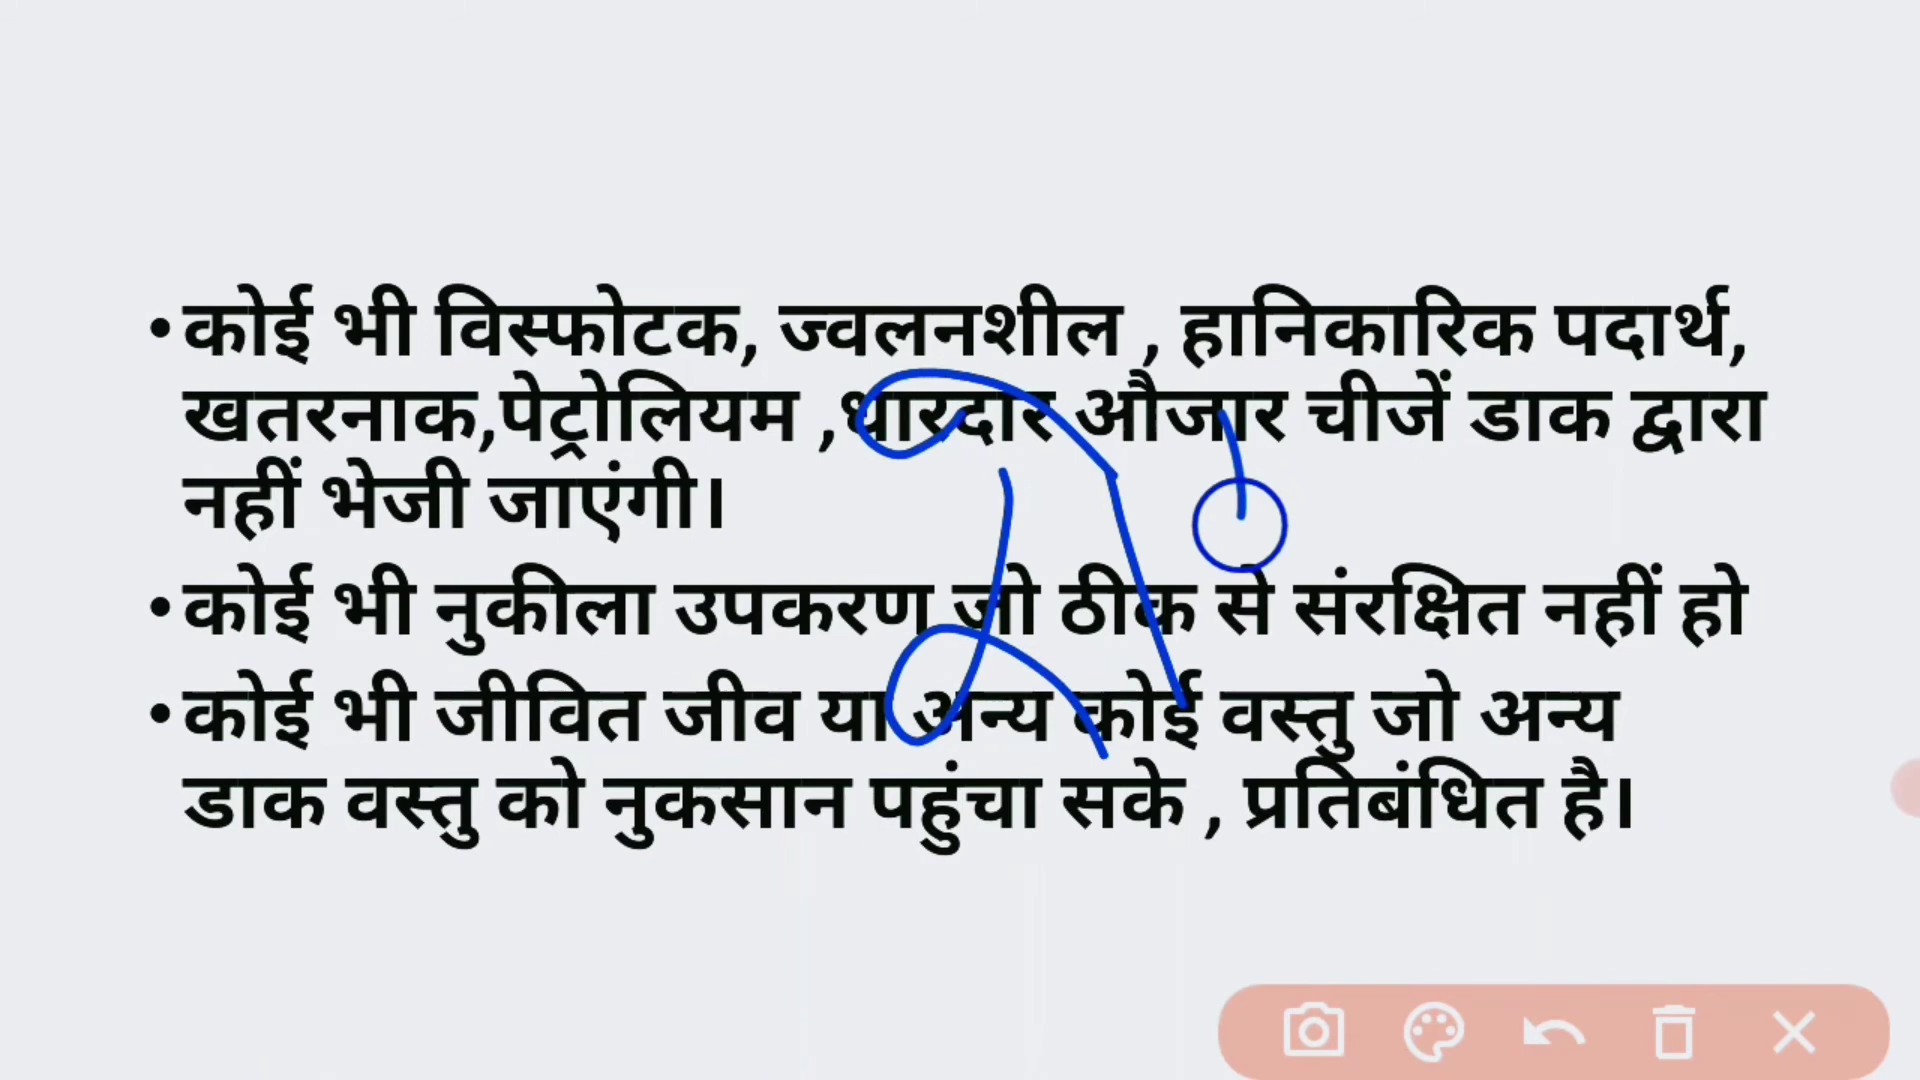 •कोई भी विस्फोटक, ज्वलनशील , हानिकारिक पदार्थ,
खतरनाक,पेट्रोलियम ,धारदार औजार चीजें डाक द्वारा
नहीं भेजी जाएंगी।
•कोई भी नुकीला उपकरण जो ठीक से संरक्षित नहीं हो
•कोई भी जीवित जीव या अन्य कोई वस्तु जो अन्य
डाक वस्तु को नुकसान पहुंचा सके , प्रतिबंधित है।